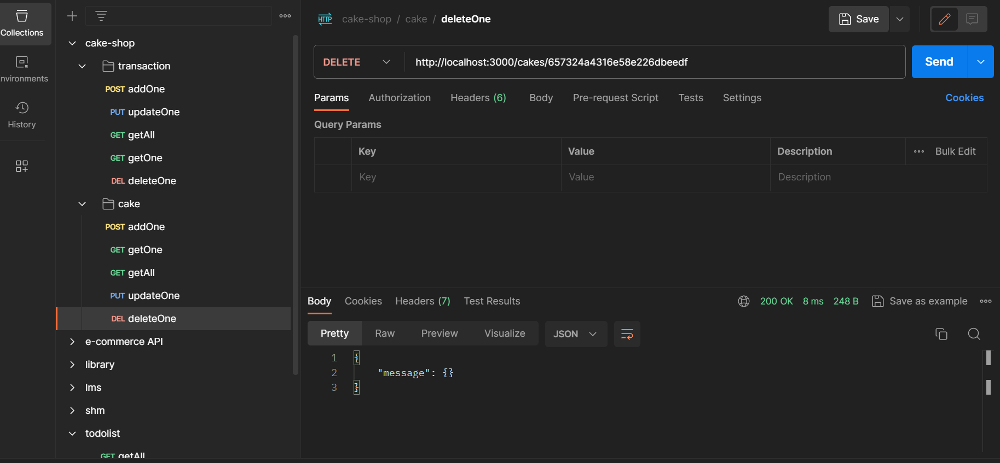 Collections
nvironments
History
cake-shop
transaction
POST addOne
PUT updateOne
GET getAll
GET getOne
DEL deleteOne
cake
POST addOne
GET getOne
GET getAll
PUT updateOne
DEL deleteOne
e-commerce API
library
lms
shm
todolist
GET getAll
HTTP cake-shop / cake / deleteOne
Save
DELETE http://localhost:3000/cakes/657324a4316e58e226dbeedf
Send
Params Authorization Headers (6) Body Pre-request Script Tests Settings Cookies
Query Params
Key Value Description Bulk Edit
Key Value Description
Body Cookies Headers (7) Test Results 200 OK 8 ms 248 B Save as example
Pretty Raw Preview Visualize JSON
1 {
2 "message": {}
3 }